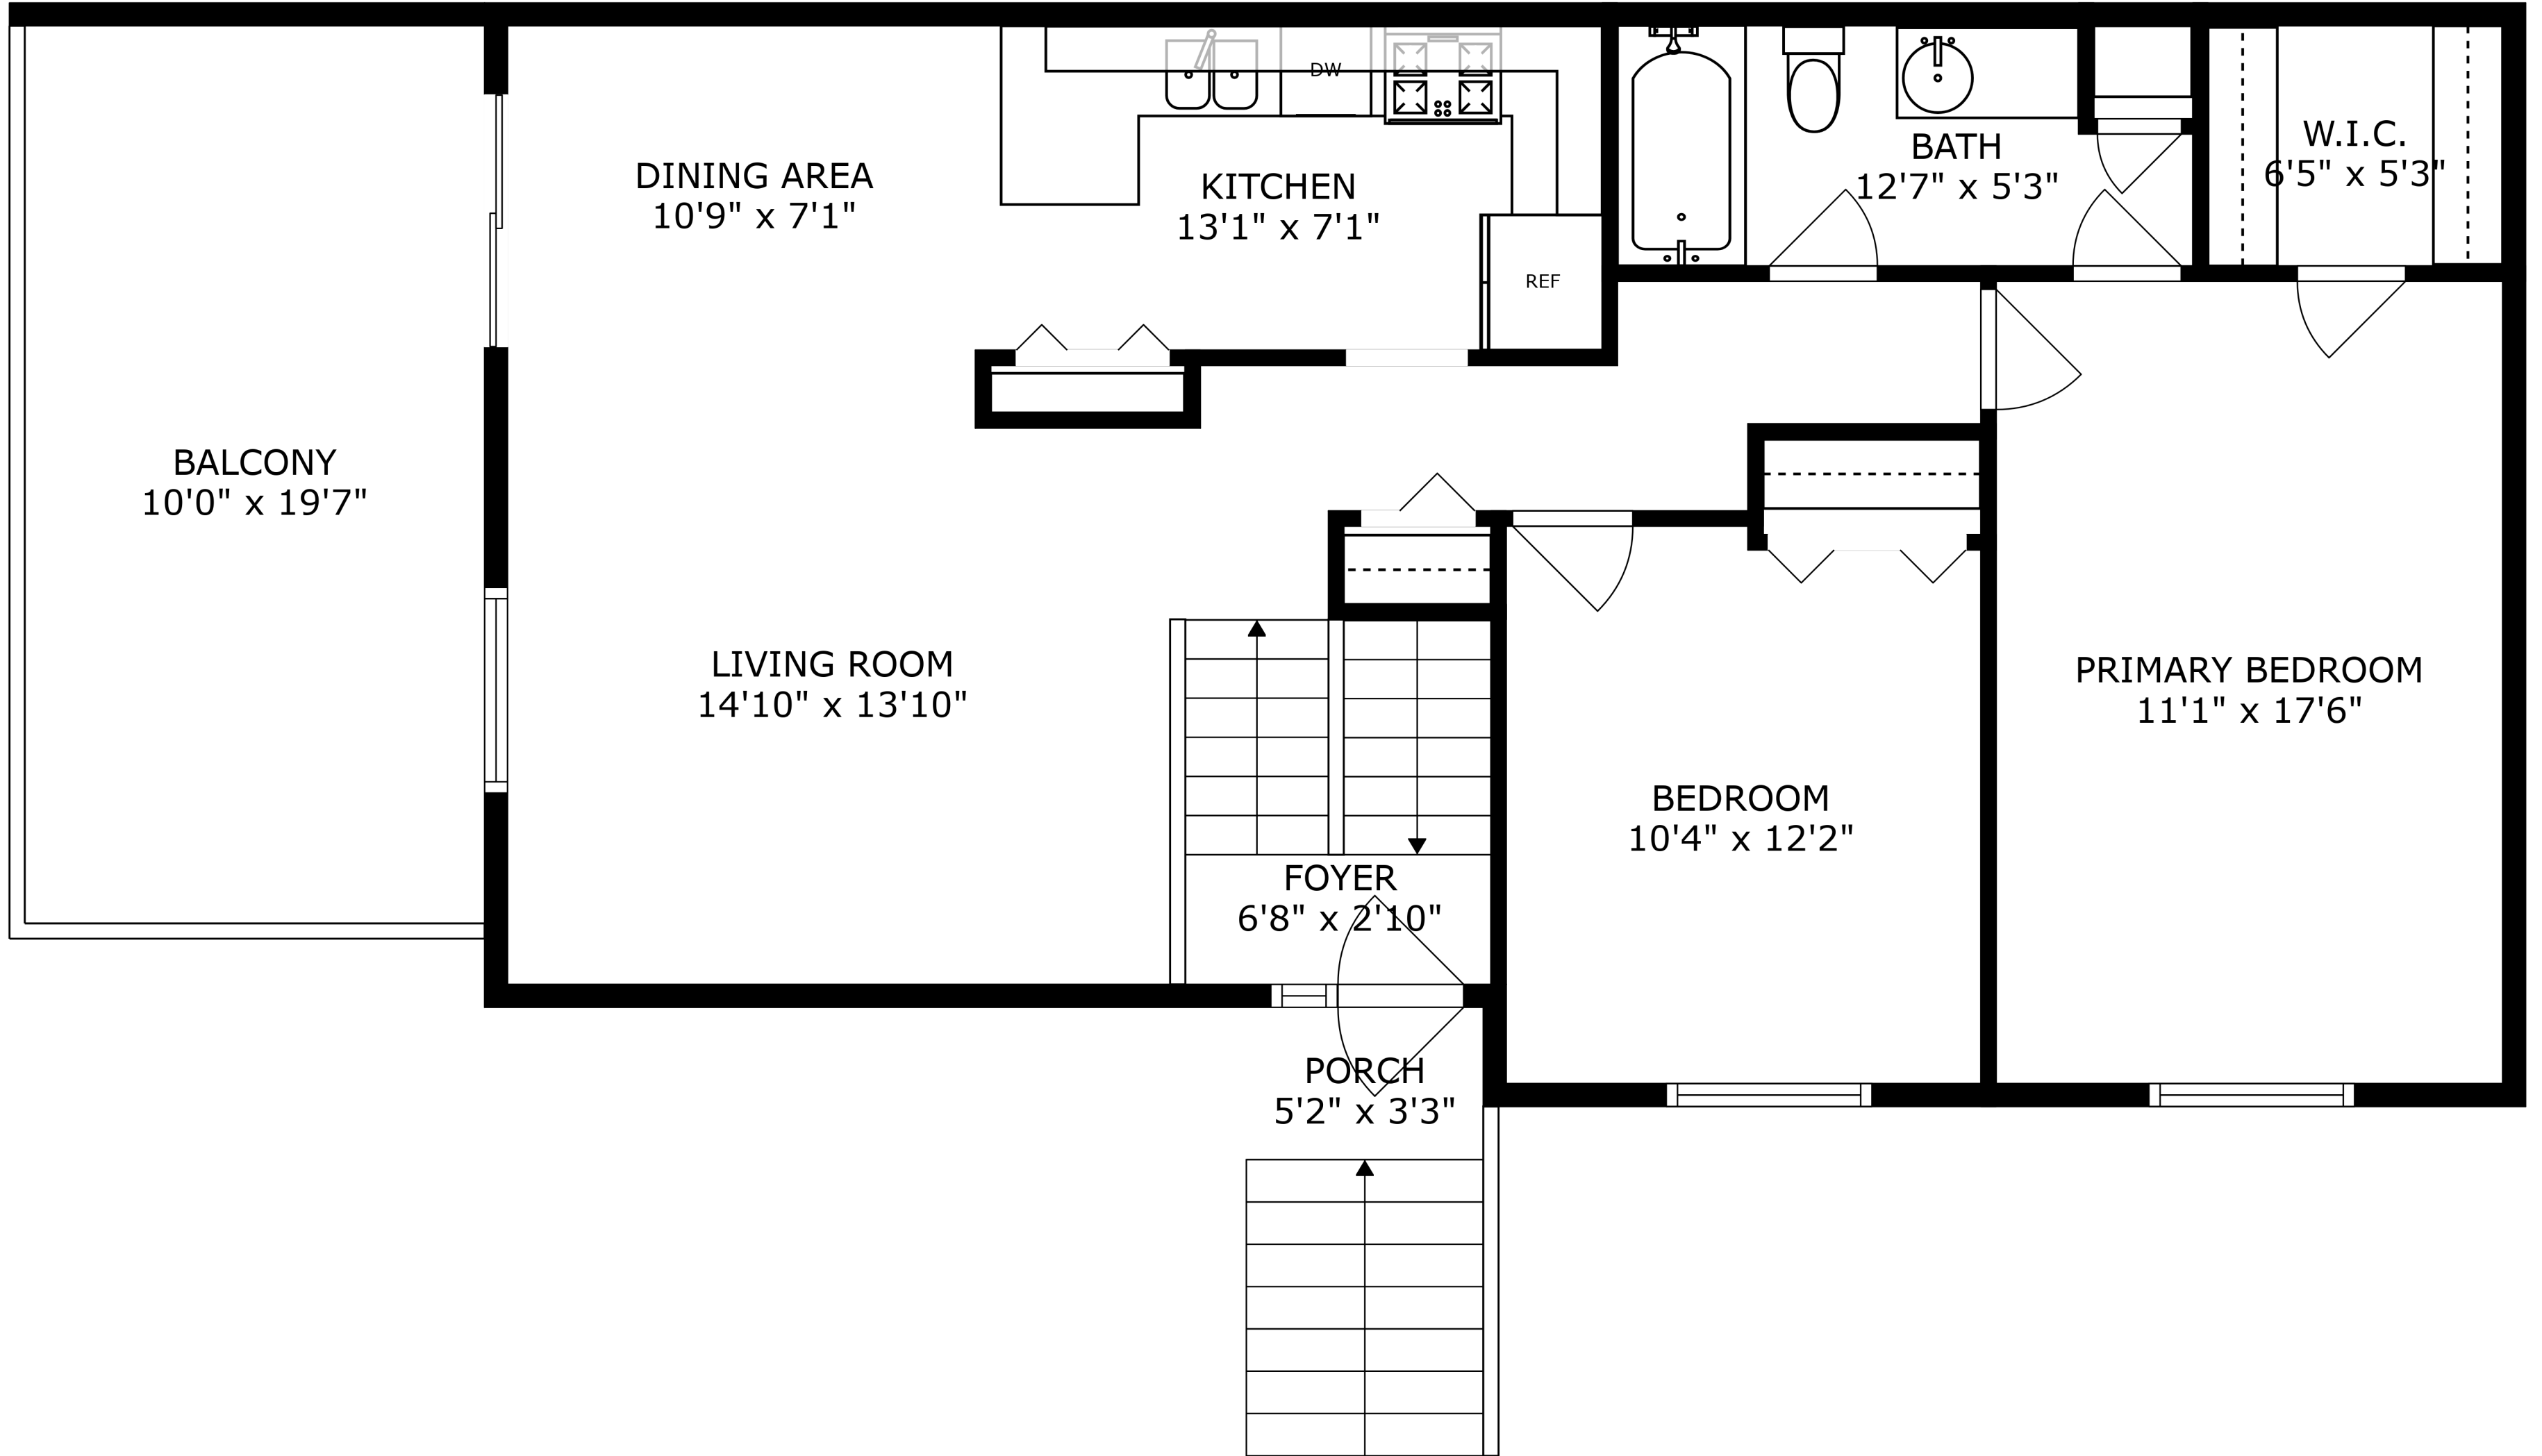 DW
DINING AREA
10'9" x 7'1"
KITCHEN
13'1" x 7'1"
BATH
12'7" x 5'3"
W.I.C.
6'5" x 5'3"
REF
BALCONY
10'0" x 19'7"
LIVING ROOM
14'10" x 13'10"
PRIMARY BEDROOM
11'1" x 17'6"
BEDROOM
10'4" x 12'2"
FOYER
6'8" x 2'10"
PORCH
5'2" x 3'3"